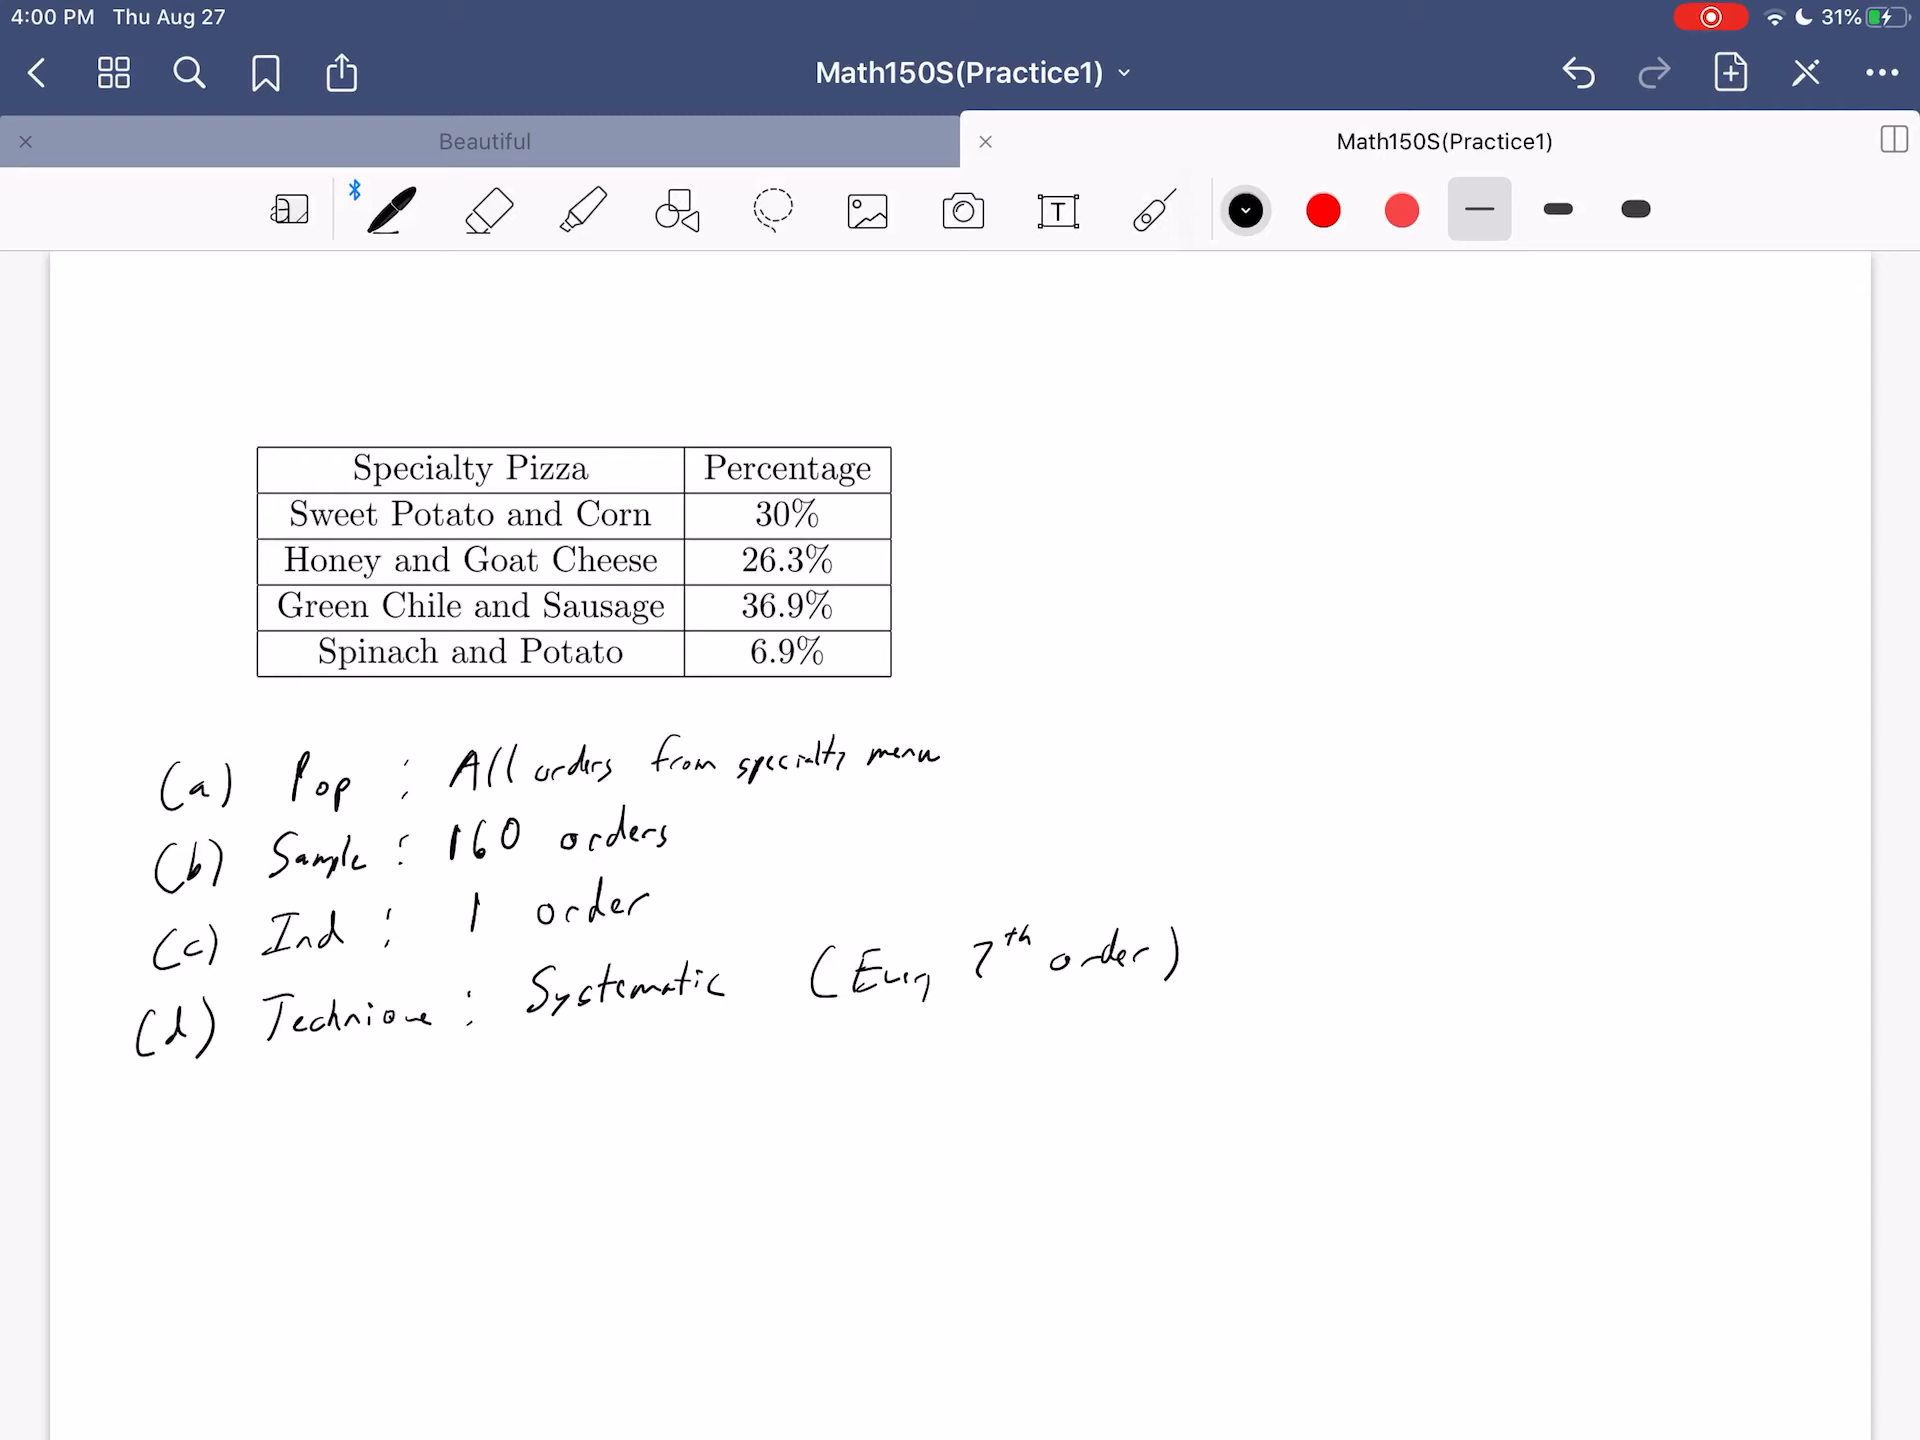 4:00 PM Thu Aug 27
31%
Math150S(Practice1)
Beautiful
Math150S(Practice1)
Specialty Pizza Percentage
Sweet Potato and Corn 30%
Honey and Goat Cheese 26.3%
Green Chile and Sausage 36.9%
Spinach and Potato 6.9%
(a) Pop : All orders from specialty menu
(b) Sample : 160 orders
(c) Ind : 1 order
(d) Technique : Systematic (Every 7th order)